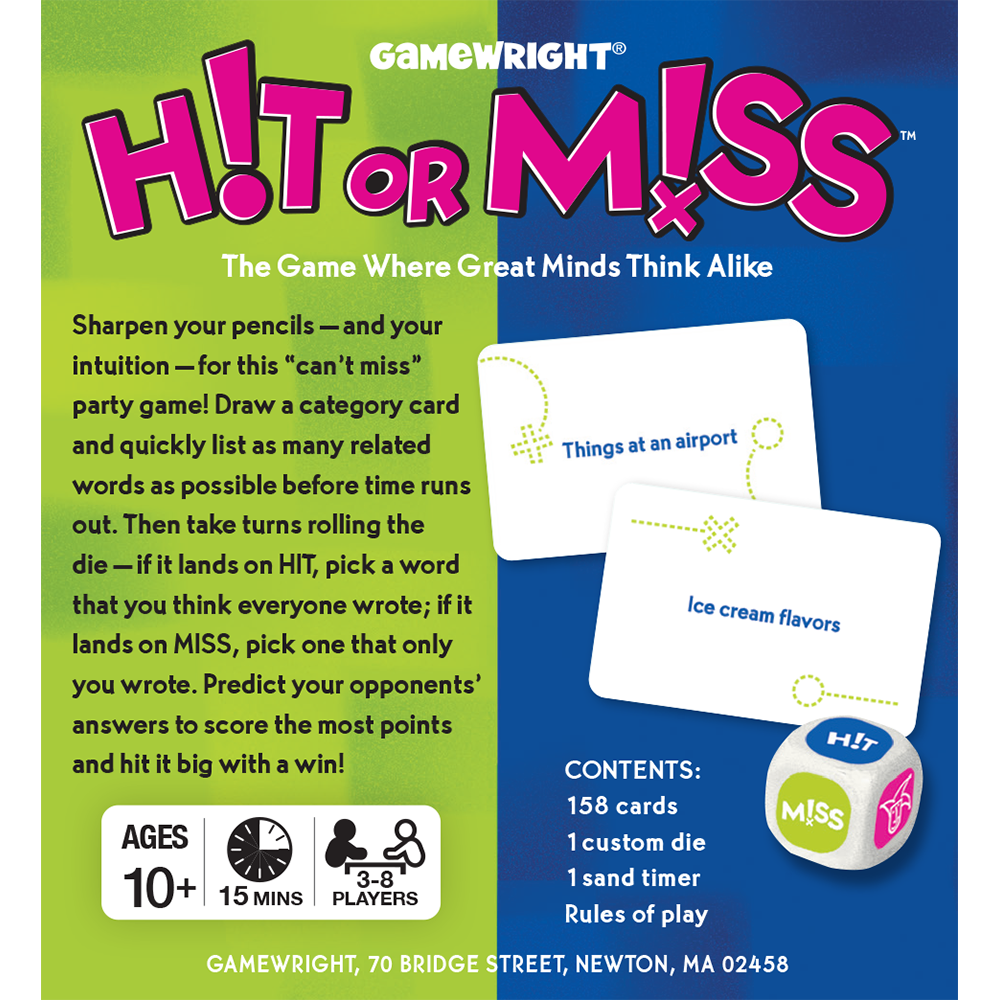 GAMEWRIGHT®
H!T OR M!SS™
The Game Where Great Minds Think Alike
Sharpen your pencils — and your
intuition — for this “can’t miss”
party game! Draw a category card
and quickly list as many related
words as possible before time runs
out. Then take turns rolling the
die — if it lands on HIT, pick a word
that you think everyone wrote; if it
lands on MISS, pick one that only
you wrote. Predict your opponents’
answers to score the most points
and hit it big with a win!
Things at an airport
Ice cream flavors
H!T
M!SS
CONTENTS:
158 cards
1 custom die
1 sand timer
Rules of play
AGES
10+
15 MINS
3-8
PLAYERS
GAMEWRIGHT, 70 BRIDGE STREET, NEWTON, MA 02458